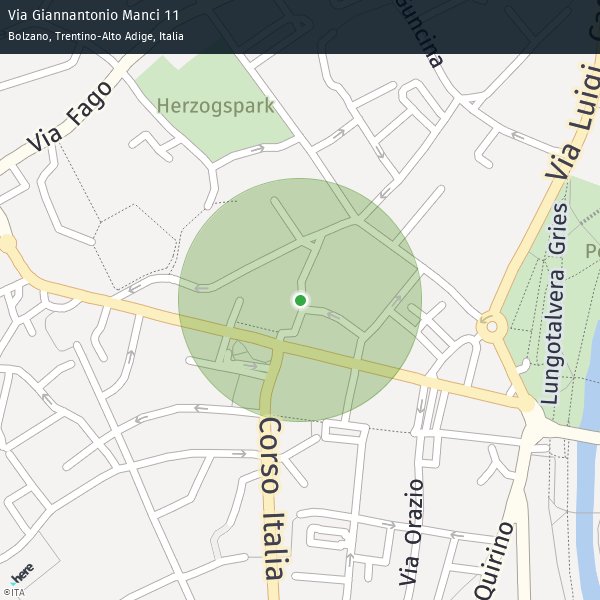 Via Giannantonio Manci 11
Bolzano, Trentino-Alto Adige, Italia
Guncina
Via Fago
Herzogspark
Via Luigi
Lungotalvera Gries
Corso Italia
Via Orazio
Quirino
here
©ITA